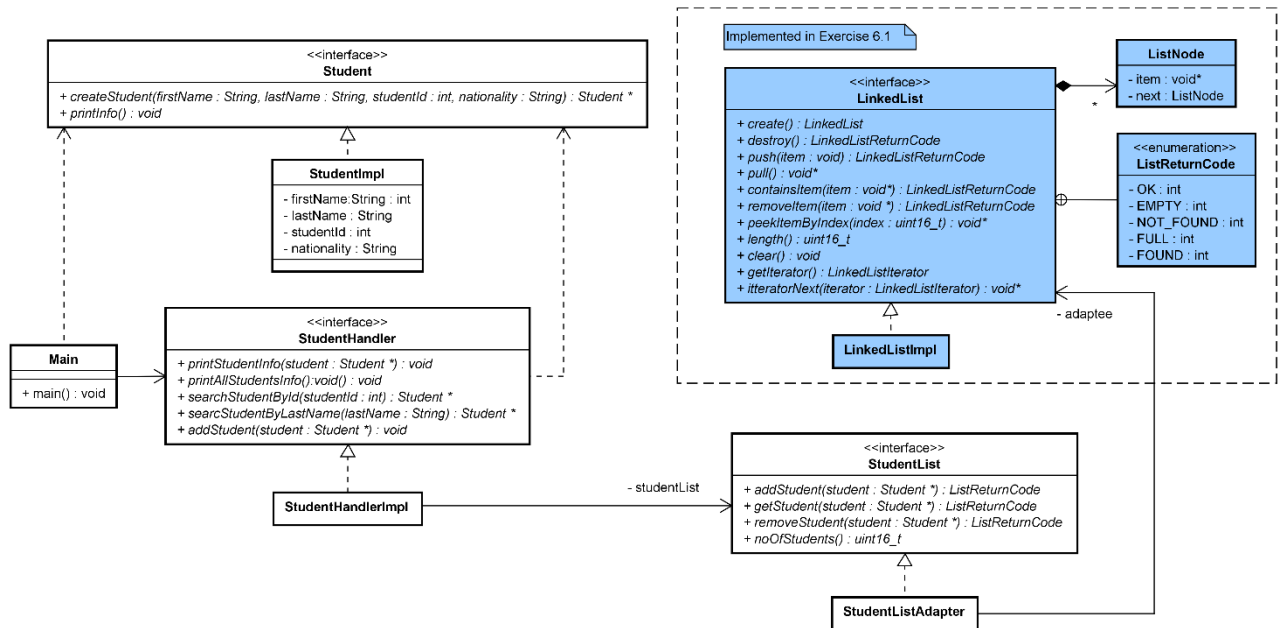 <<interface>>
Student
+ createStudent(firstName : String, lastName : String, studentId : int, nationality : String) : Student *
+ printInfo() : void
StudentImpl
- firstName:String : int
- lastName : String
- studentId : int
- nationality : String
Main
+ main() : void
<<interface>>
StudentHandler
+ printStudentInfo(student : Student *) : void
+ printAllStudentsInfo():void() : void
+ searchStudentById(studentId : int) : Student *
+ searcStudentByLastName(lastName : String) : Student *
+ addStudent(student : Student *) : void
StudentHandlerImpl
- studentList
Implemented in Exercise 6.1
<<interface>>
LinkedList
+ create() : LinkedList
+ destroy() : LinkedListReturnCode
+ push(item : void) : LinkedListReturnCode
+ pull() : void*
+ containsItem(item : void*) : LinkedListReturnCode
+ removeItem(item : void *) : LinkedListReturnCode
+ peekItemByIndex(index : uint16_t) : void*
+ length() : uint16_t
+ clear() : void
+ getIterator() : LinkedListIterator
+ itteratorNext(iterator : LinkedListIterator) : void*
*
ListNode
- item : void*
- next : ListNode
<<enumeration>>
ListReturnCode
- OK : int
- EMPTY : int
- NOT_FOUND : int
- FULL : int
- FOUND : int
- adaptee
LinkedListImpl
<<interface>>
StudentList
+ addStudent(student : Student *) : ListReturnCode
+ getStudent(student : Student *) : ListReturnCode
+ removeStudent(student : Student *) : ListReturnCode
+ noOfStudents() : uint16_t
StudentListAdapter